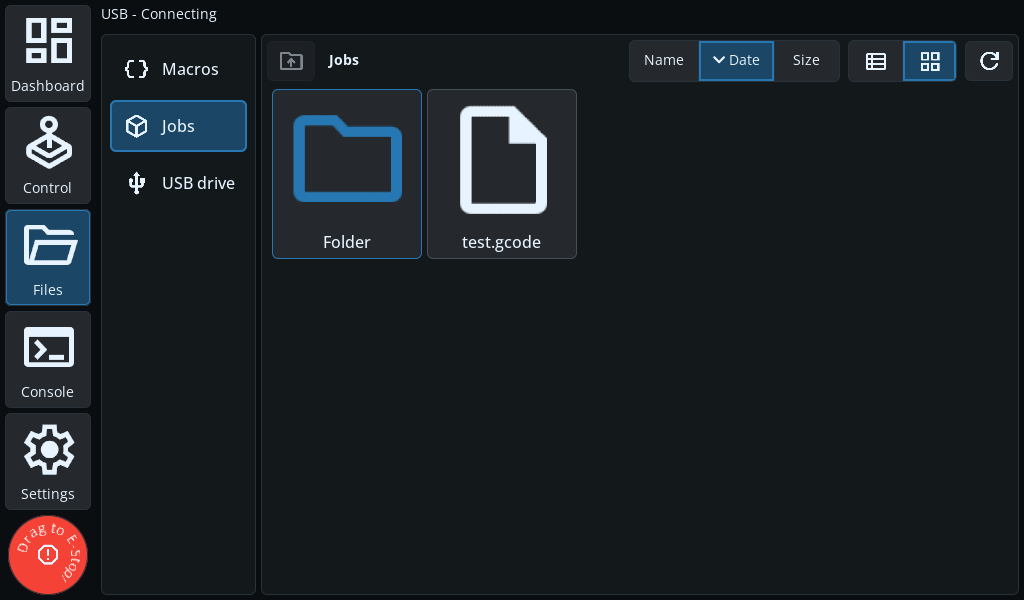 USB - Connecting
Dashboard
Control
Files
Console
Settings
Drag to E-Stop!
Macros
Jobs
USB drive
Jobs
Name
Date
Size
Folder
test.gcode